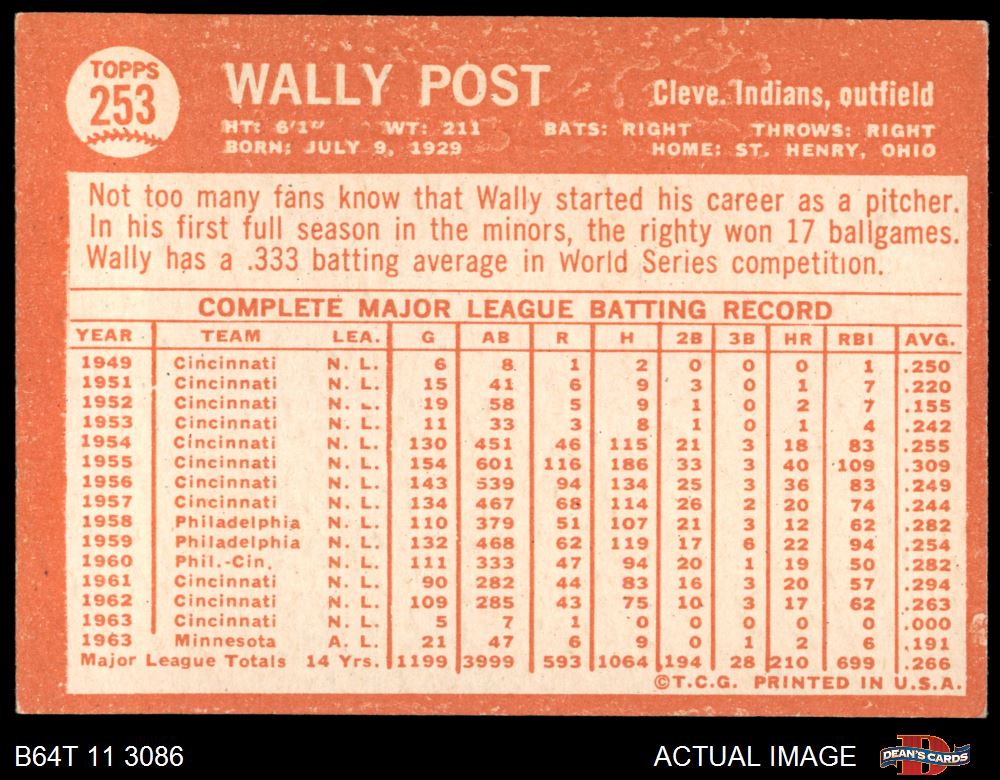 TOPPS
253
WALLY POST
Cleve. Indians, outfield
HT: 6'1" WT: 211 BATS: RIGHT THROWS: RIGHT
BORN: JULY 9, 1929 HOME: ST. HENRY, OHIO
Not too many fans know that Wally started his career as a pitcher.
In his first full season in the minors, the righty won 17 ballgames.
Wally has a .333 batting average in World Series competition.
COMPLETE MAJOR LEAGUE BATTING RECORD
YEAR TEAM LEA. G AB R H 2B 3B HR RBI AVG.
1949 Cincinnati N. L. 6 8 1 2 0 0 0 1 .250
1951 Cincinnati N. L. 15 41 6 9 3 0 1 7 .220
1952 Cincinnati N. L. 19 58 5 9 1 0 2 7 .155
1953 Cincinnati N. L. 11 33 3 8 1 0 1 4 .242
1954 Cincinnati N. L. 130 451 46 115 21 3 18 83 .255
1955 Cincinnati N. L. 154 601 116 186 33 3 40 109 .309
1956 Cincinnati N. L. 143 539 94 134 25 3 36 83 .249
1957 Cincinnati N. L. 134 467 68 114 26 2 20 74 .244
1958 Philadelphia N. L. 110 379 51 107 21 3 12 62 .282
1959 Philadelphia N. L. 132 468 62 119 17 6 22 94 .254
1960 Phil.-Cin. N. L. 111 333 47 94 20 1 19 50 .282
1961 Cincinnati N. L. 90 282 44 83 16 3 20 57 .294
1962 Cincinnati N. L. 109 285 43 75 10 3 17 62 .263
1963 Cincinnati N. L. 5 7 1 0 0 0 0 0 .000
1963 Minnesota A. L. 21 47 6 9 0 1 2 6 .191
Major League Totals 14 Yrs. 1199 3999 593 1064 194 28 210 699 .266
©T.C.G. PRINTED IN U.S.A.
B64T 11 3086 ACTUAL IMAGE
D
DEAN'S CARDS